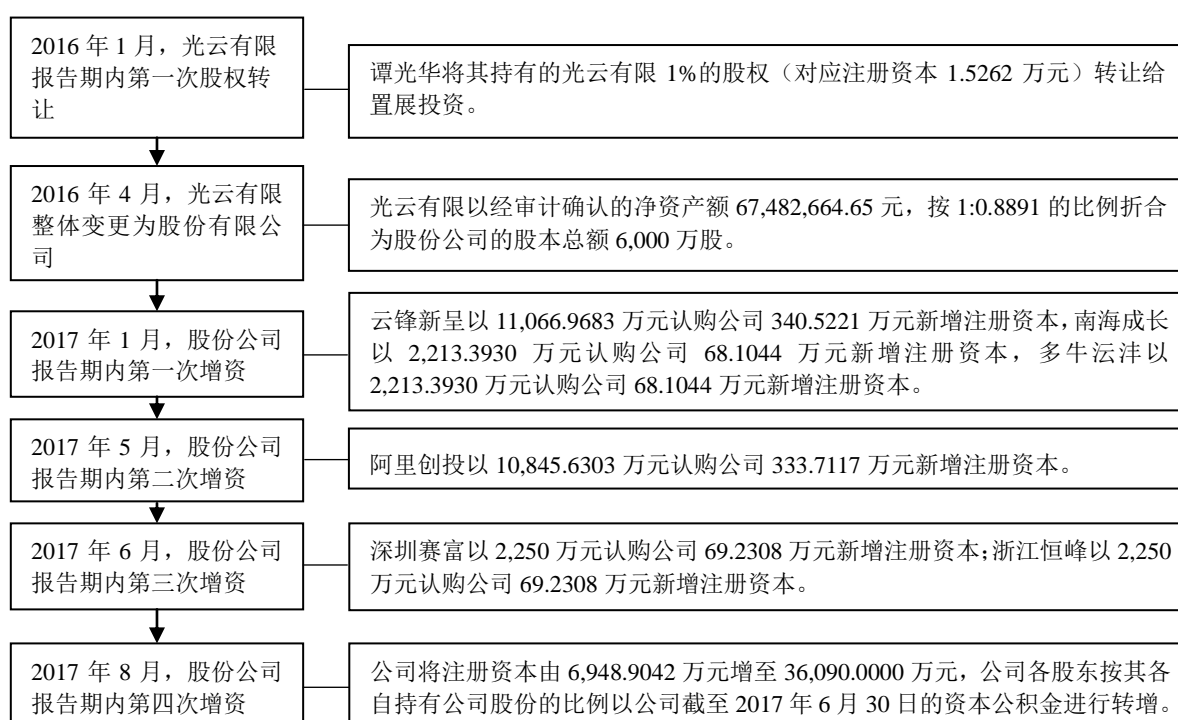 2016 年 1 月，光云有限
报告期内第一次股权转
让
谭光华将其持有的光云有限 1%的股权（对应注册资本 1.5262 万元）转让给
置展投资。
2016 年 4 月，光云有限
整体变更为股份有限公
司
光云有限以经审计确认的净资产额 67,482,664.65 元，按 1:0.8891 的比例折合
为股份公司的股本总额 6,000 万股。
2017 年 1 月，股份公司
报告期内第一次增资
云锋新呈以 11,066.9683 万元认购公司 340.5221 万元新增注册资本，南海成长
以 2,213.3930 万元认购公司 68.1044 万元新增注册资本，多牛沄沣以
2,213.3930 万元认购公司 68.1044 万元新增注册资本。
2017 年 5 月，股份公司
报告期内第二次增资
阿里创投以 10,845.6303 万元认购公司 333.7117 万元新增注册资本。
2017 年 6 月，股份公司
报告期内第三次增资
深圳赛富以 2,250 万元认购公司 69.2308 万元新增注册资本；浙江恒峰以 2,250
万元认购公司 69.2308 万元新增注册资本。
2017 年 8 月，股份公司
报告期内第四次增资
公司将注册资本由 6,948.9042 万元增至 36,090.0000 万元，公司各股东按其各
自持有公司股份的比例以公司截至 2017 年 6 月 30 日的资本公积金进行转增。